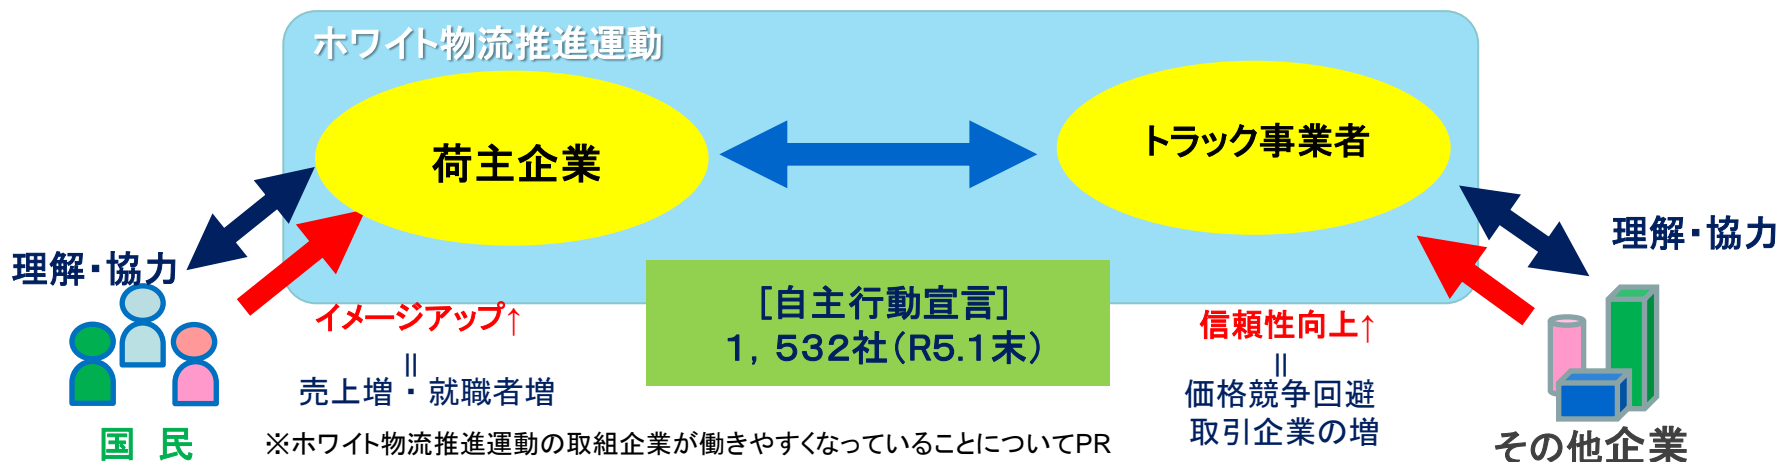 ホワイト物流推進運動
荷主企業
トラック事業者
理解・協力
理解・協力
イメージアップ↑
||
売上増・就職者増
[自主行動宣言]
1，532社（R5.1末）
信頼性向上↑
||
価格競争回避
取引企業の増
国　民
※ホワイト物流推進運動の取組企業が働きやすくなっていることについてPR
その他企業